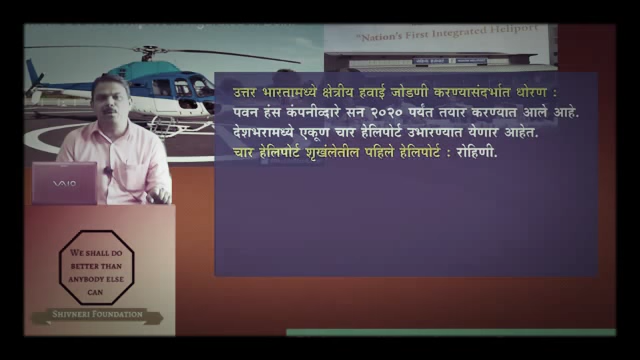 "Nation's First Integrated Heliport
उत्तर भारतामध्ये क्षेत्रीय हवाई जोडणी करण्यासंदर्भात धोरण :
पवन हंस कंपनीव्दारे सन २०२० पर्यंत तयार करण्यात आले आहे.
देशभरामध्ये एकूण चार हेलिपोर्ट उभारण्यात येणार आहेत.
चार हेलिपोर्ट शृखंलेतील पहिले हेलिपोर्ट : रोहिणी.
VAIO
WE SHALL DO
BETTER THAN
ANYBODY ELSE
CAN
SHIVNERI FOUNDATION